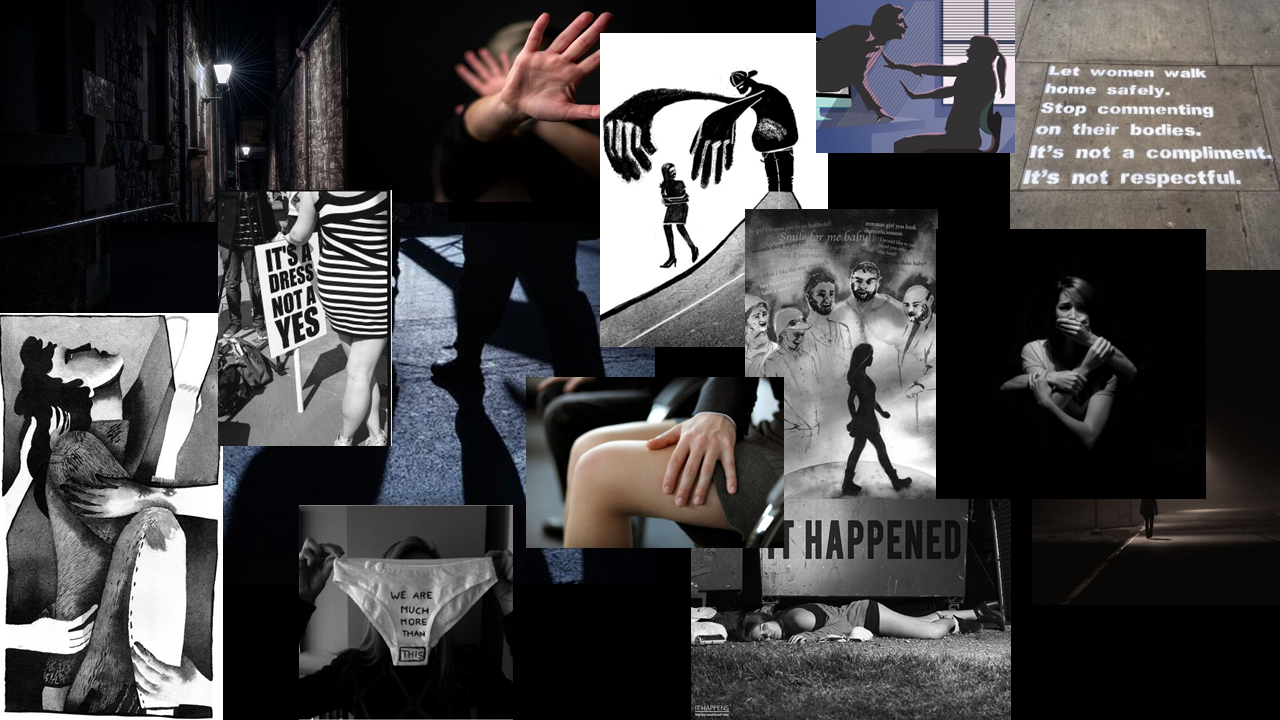 Let women walk
home safely.
Stop commenting
on their bodies.
It's not a compliment.
It's not respectful.
IT'S A
DRESS
NOT A
YES
Smile for me baby!
WE ARE
MUCH
MORE
THAN
THIS
IT HAPPENED
IT HAPPENS